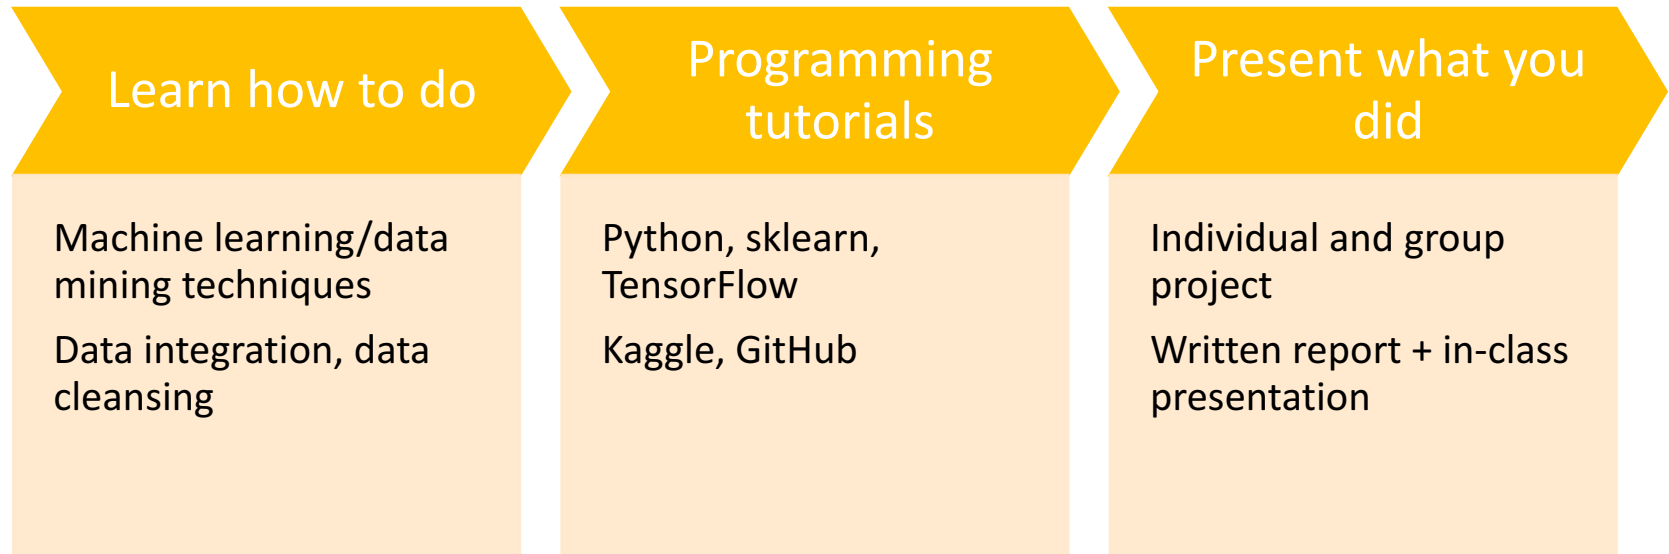 Learn how to do
Machine learning/data
mining techniques
Data integration, data
cleansing
Programming
tutorials
Python, sklearn,
TensorFlow
Kaggle, GitHub
Present what you
did
Individual and group
project
Written report + in-class
presentation